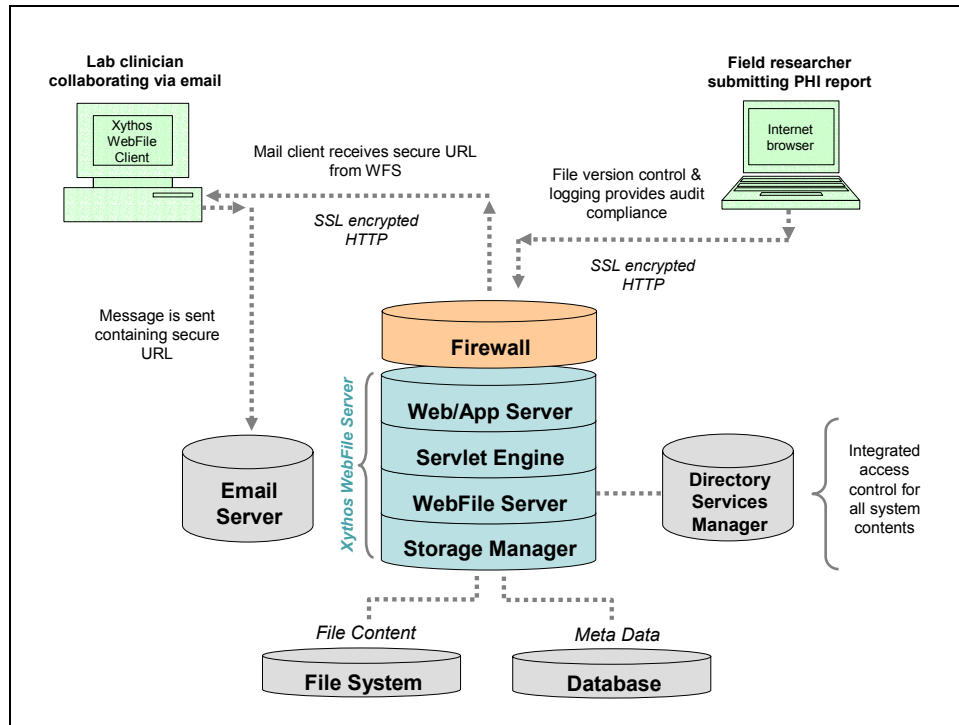 Lab clinician
collaborating via email
Field researcher
submitting PHI report
Xythos
WebFile
Client
Internet
browser
Mail client receives secure URL
from WFS
File version control &
logging provides audit
compliance
SSL encrypted
HTTP
SSL encrypted
HTTP
Message is sent
containing secure
URL
Firewall
Xythos WebFile Server
Web/App Server
Servlet Engine
WebFile Server
Storage Manager
Email
Server
Directory
Services
Manager
Integrated
access
control for
all system
contents
File Content
Meta Data
File System
Database